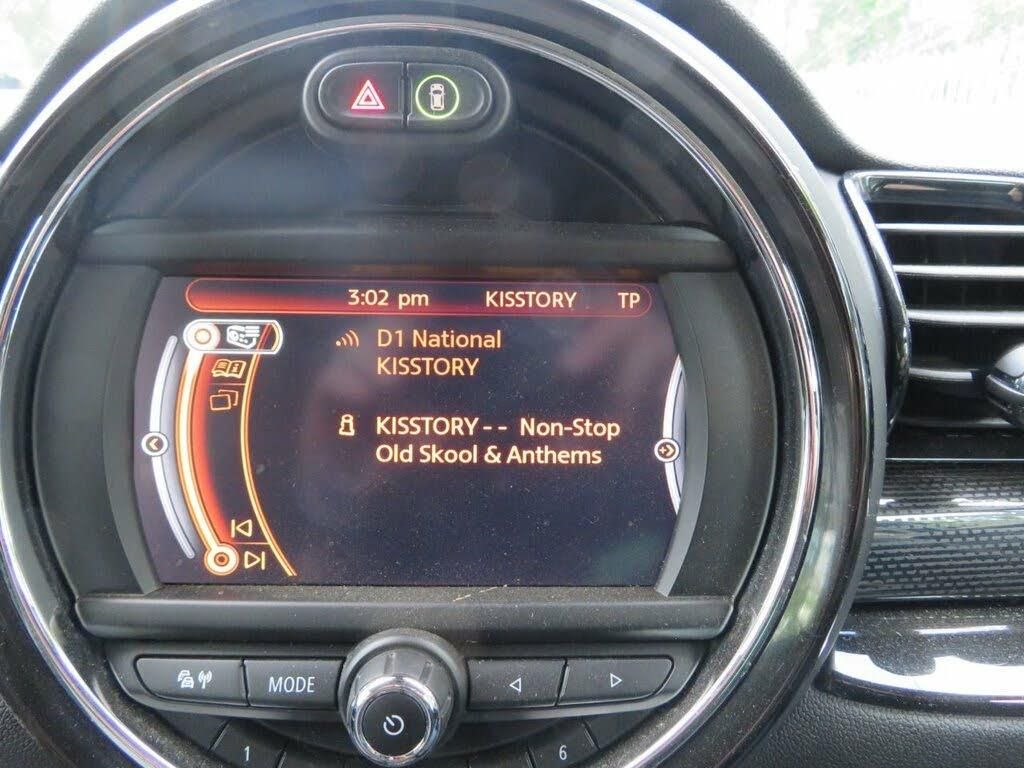 3:02 pm KISSTORY TP
D1 National
KISSTORY
KISSTORY-- Non-Stop
Old Skool & Anthems
MODE
1 6